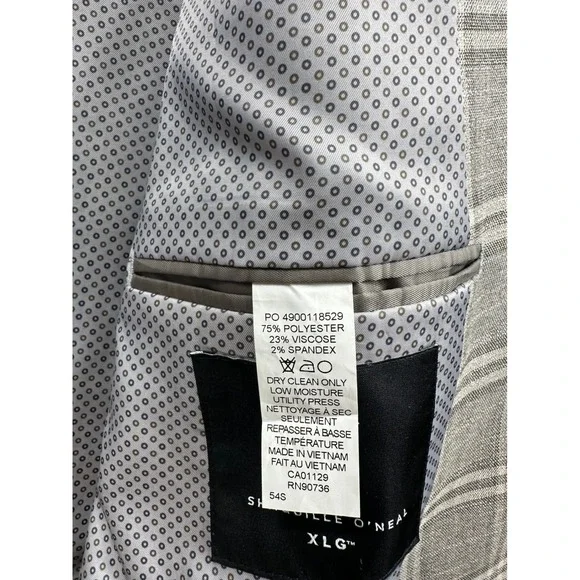 PO 4900118529
75% POLYESTER
23% VISCOSE
2% SPANDEX
DRY CLEAN ONLY
LOW MOISTURE
UTILITY PRESS
NETTOYAGE À SEC
SEULEMENT
REPASSER À BASSE
TEMPÉRATURE
MADE IN VIETNAM
FAIT AU VIETNAM
CA01129
RN90736
54S
O'NEAL
XLG™